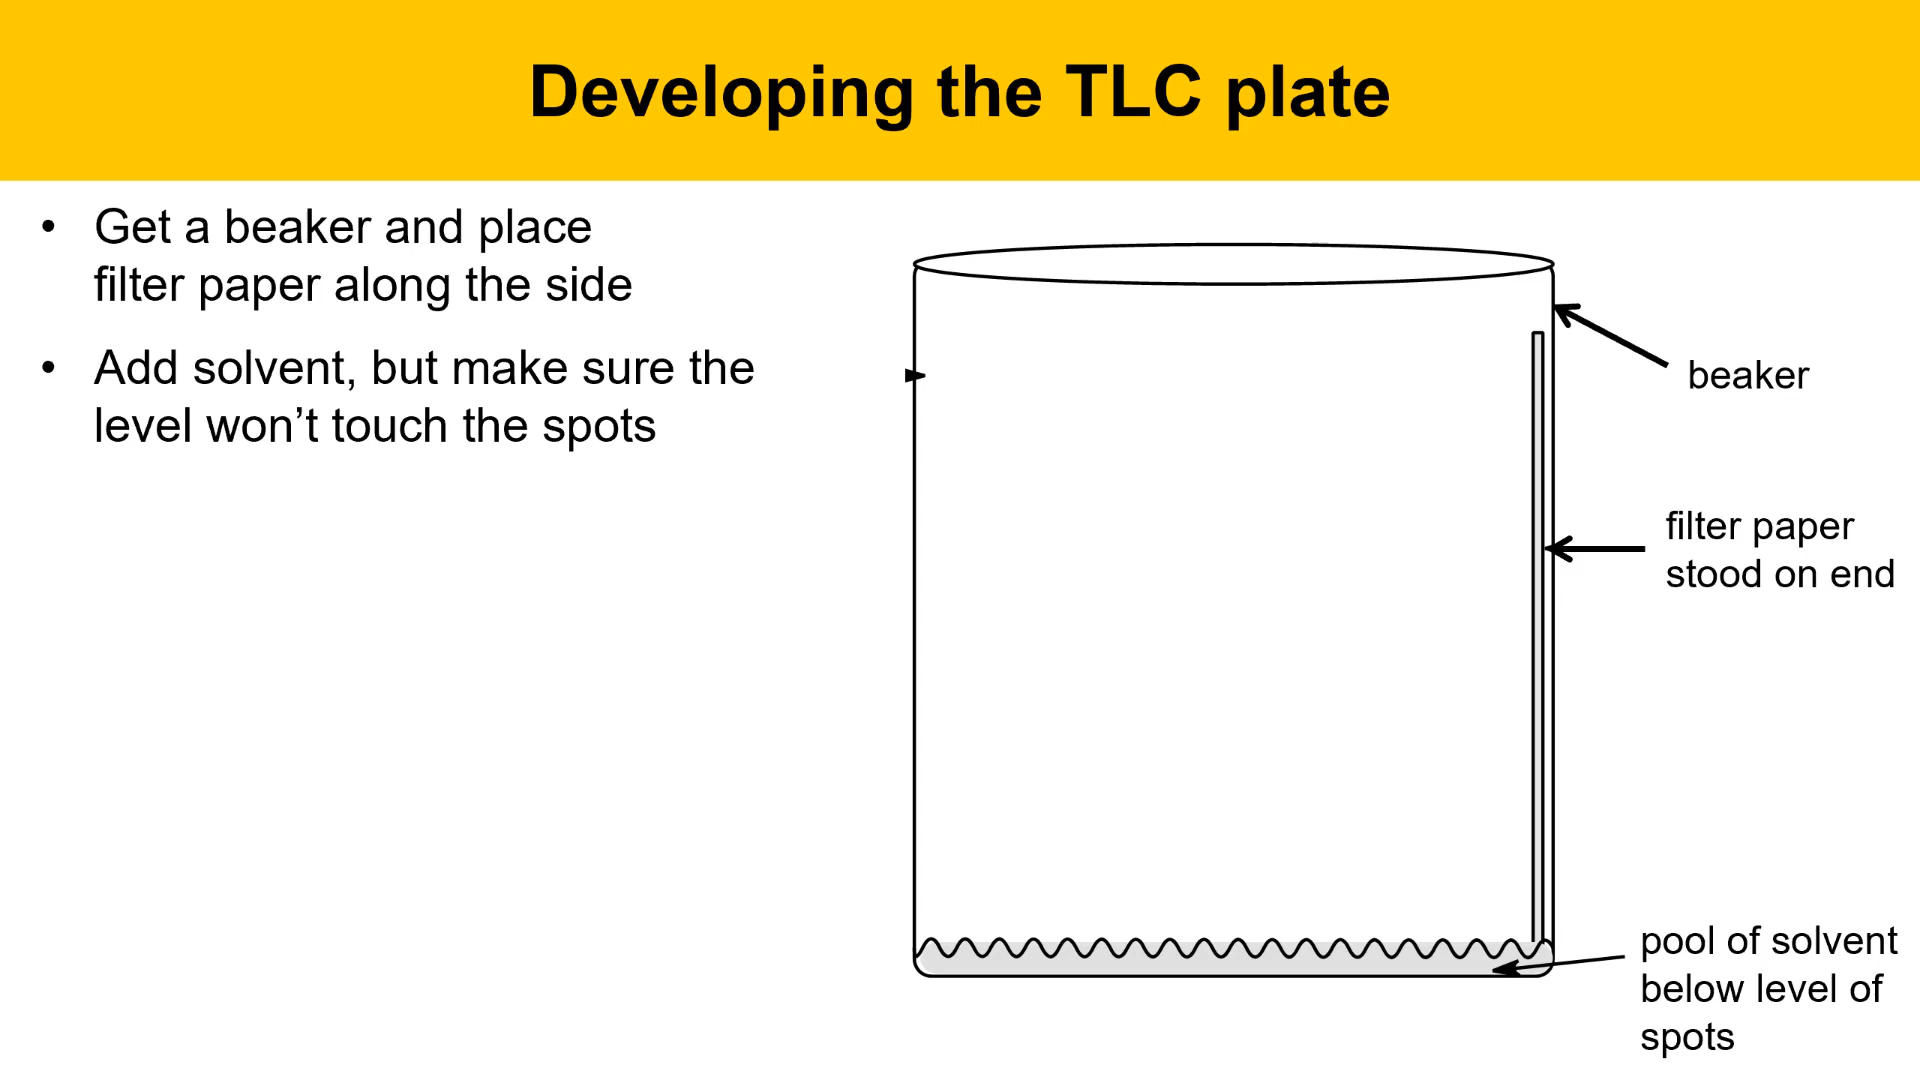 Developing the TLC plate
• Get a beaker and place
filter paper along the side
• Add solvent, but make sure the
level won’t touch the spots
beaker
filter paper
stood on end
pool of solvent
below level of
spots